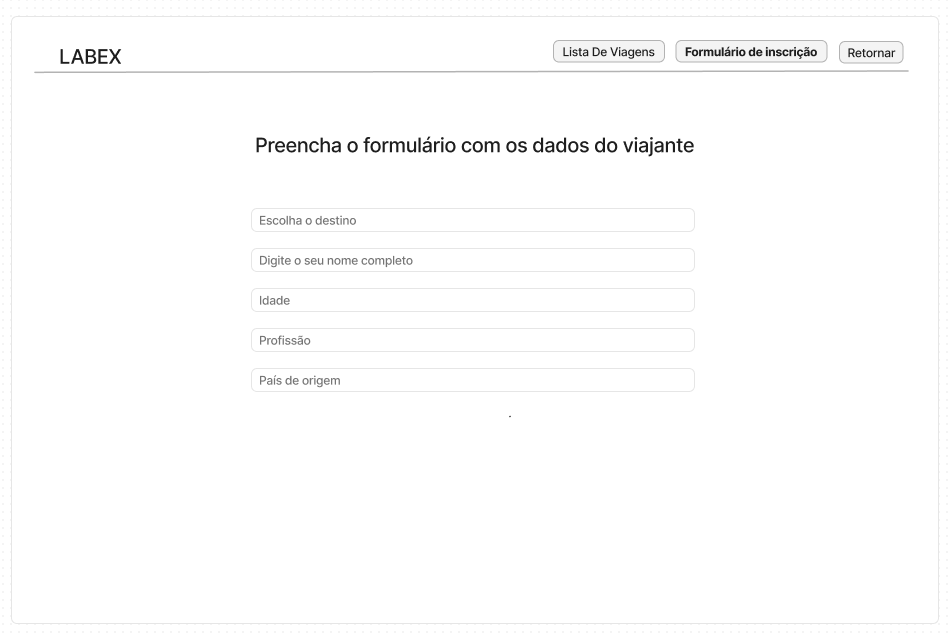 LABEX
Lista De Viagens
Formulário de inscrição
Retornar
Preencha o formulário com os dados do viajante
Escolha o destino
Digite o seu nome completo
Idade
Profissão
País de origem
.